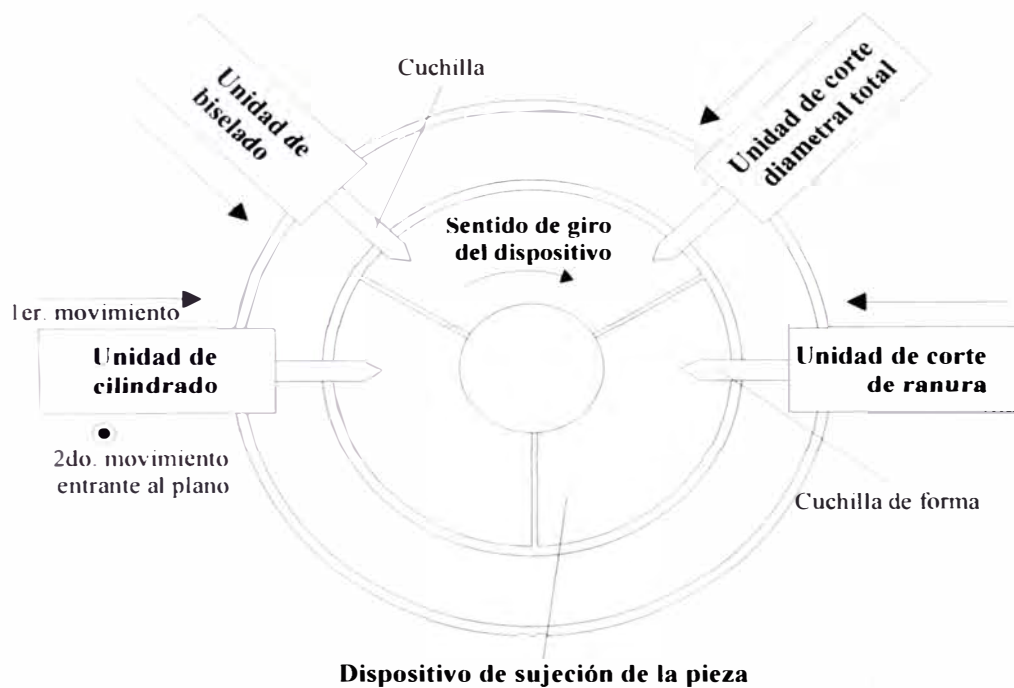 Cuchilla
Unidad de
biselado
Unidad de corte
diametral total
Sentido de giro
del dispositivo
1er. movimiento
Unidad de
cilindrado
Unidad de corte
de ranura
2do. movimiento
entrante al plano
Cuchilla de forma
Dispositivo de sujeción de la pieza